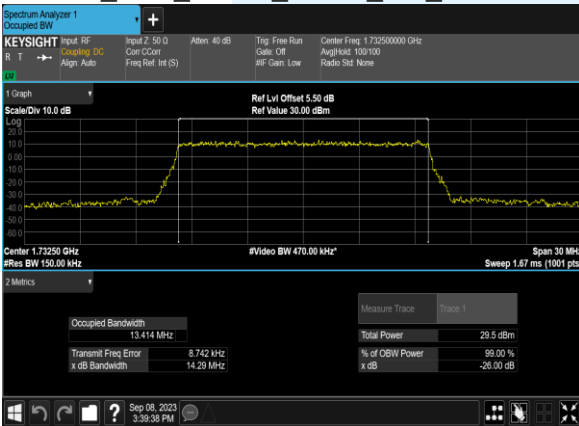 Spectrum Analyzer 1
Occupied BW
+
KEYSIGHT Input: RF Input Z: 50 Ω Atten: 40 dB Trig: Free Run Center Freq: 1.732500000 GHz
R T Coupling: DC Corr CCorr Gate: Off Avg|Hold: 100/100
Align: Auto Freq Ref: Int (S) #IF Gain: Low Radio Std: None
LXI
1 Graph
Ref Lvl Offset 5.50 dB
Scale/Div 10.0 dB Ref Value 30.00 dBm
Log
20.0
10.0
0.00
-10.0
-20.0
-30.0
-40.0
-50.0
-60.0
Center 1.73250 GHz #Video BW 470.00 kHz* Span 30 MHz
#Res BW 150.00 kHz Sweep 1.67 ms (1001 pts
2 Metrics
Measure Trace Trace 1
Occupied Bandwidth
13.414 MHz Total Power 29.5 dBm
Transmit Freq Error 8.742 kHz % of OBW Power 99.00 %
x dB Bandwidth 14.29 MHz x dB -26.00 dB
?
Sep 08, 2023
3:39:38 PM